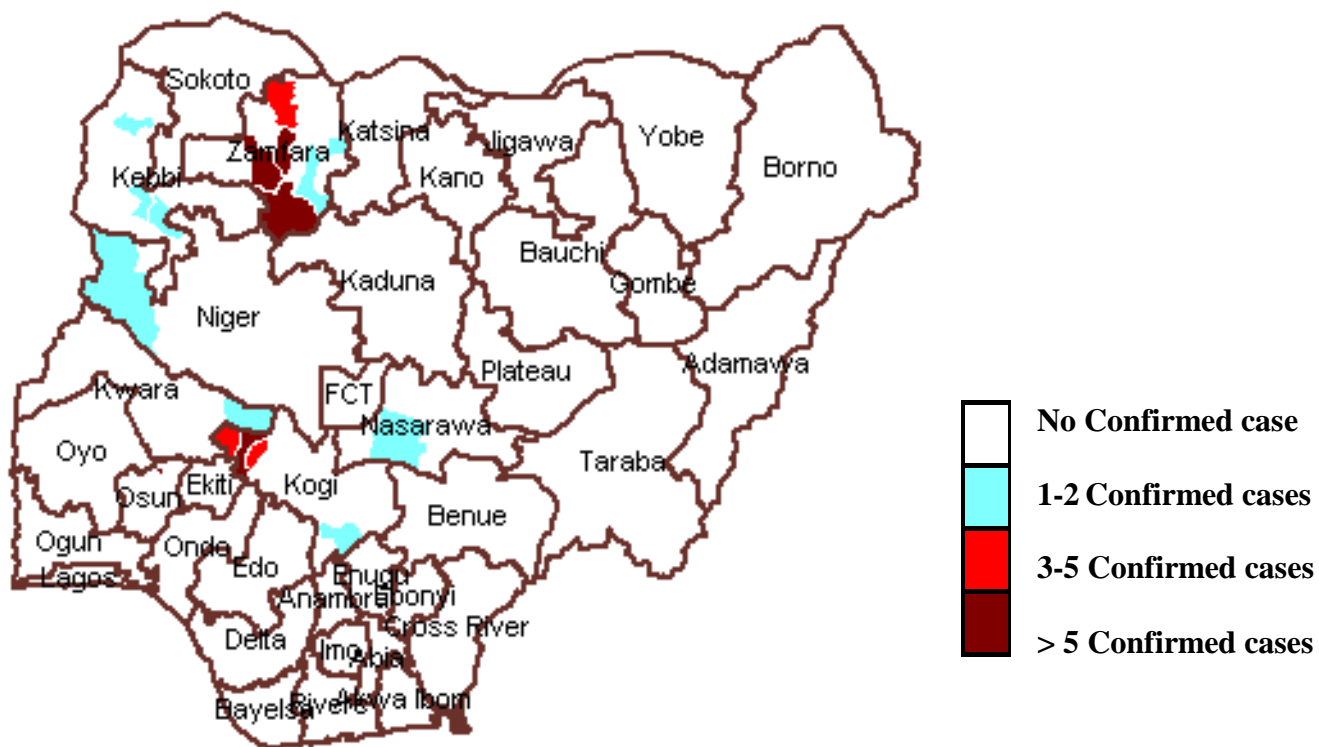 Sokoto
Katsina
Jigawa
Yobe
Zamfara
Borno
Kebbi
Kano
Bauchi
Kaduna
Gombe
Niger
Adamawa
Plateau
Kwara
FCT
Nasarawa
No Confirmed case
Oyo
Taraba
Ekiti
Kogi
1-2 Confirmed cases
Osun
Benue
Ogun
Ondo
Edo
3-5 Confirmed cases
Lagos
Enugu
Anambra
Ebonyi
Cross River
Delta
> 5 Confirmed cases
Imo
Abia
Bayelsa
Rivers
Akwa Ibom